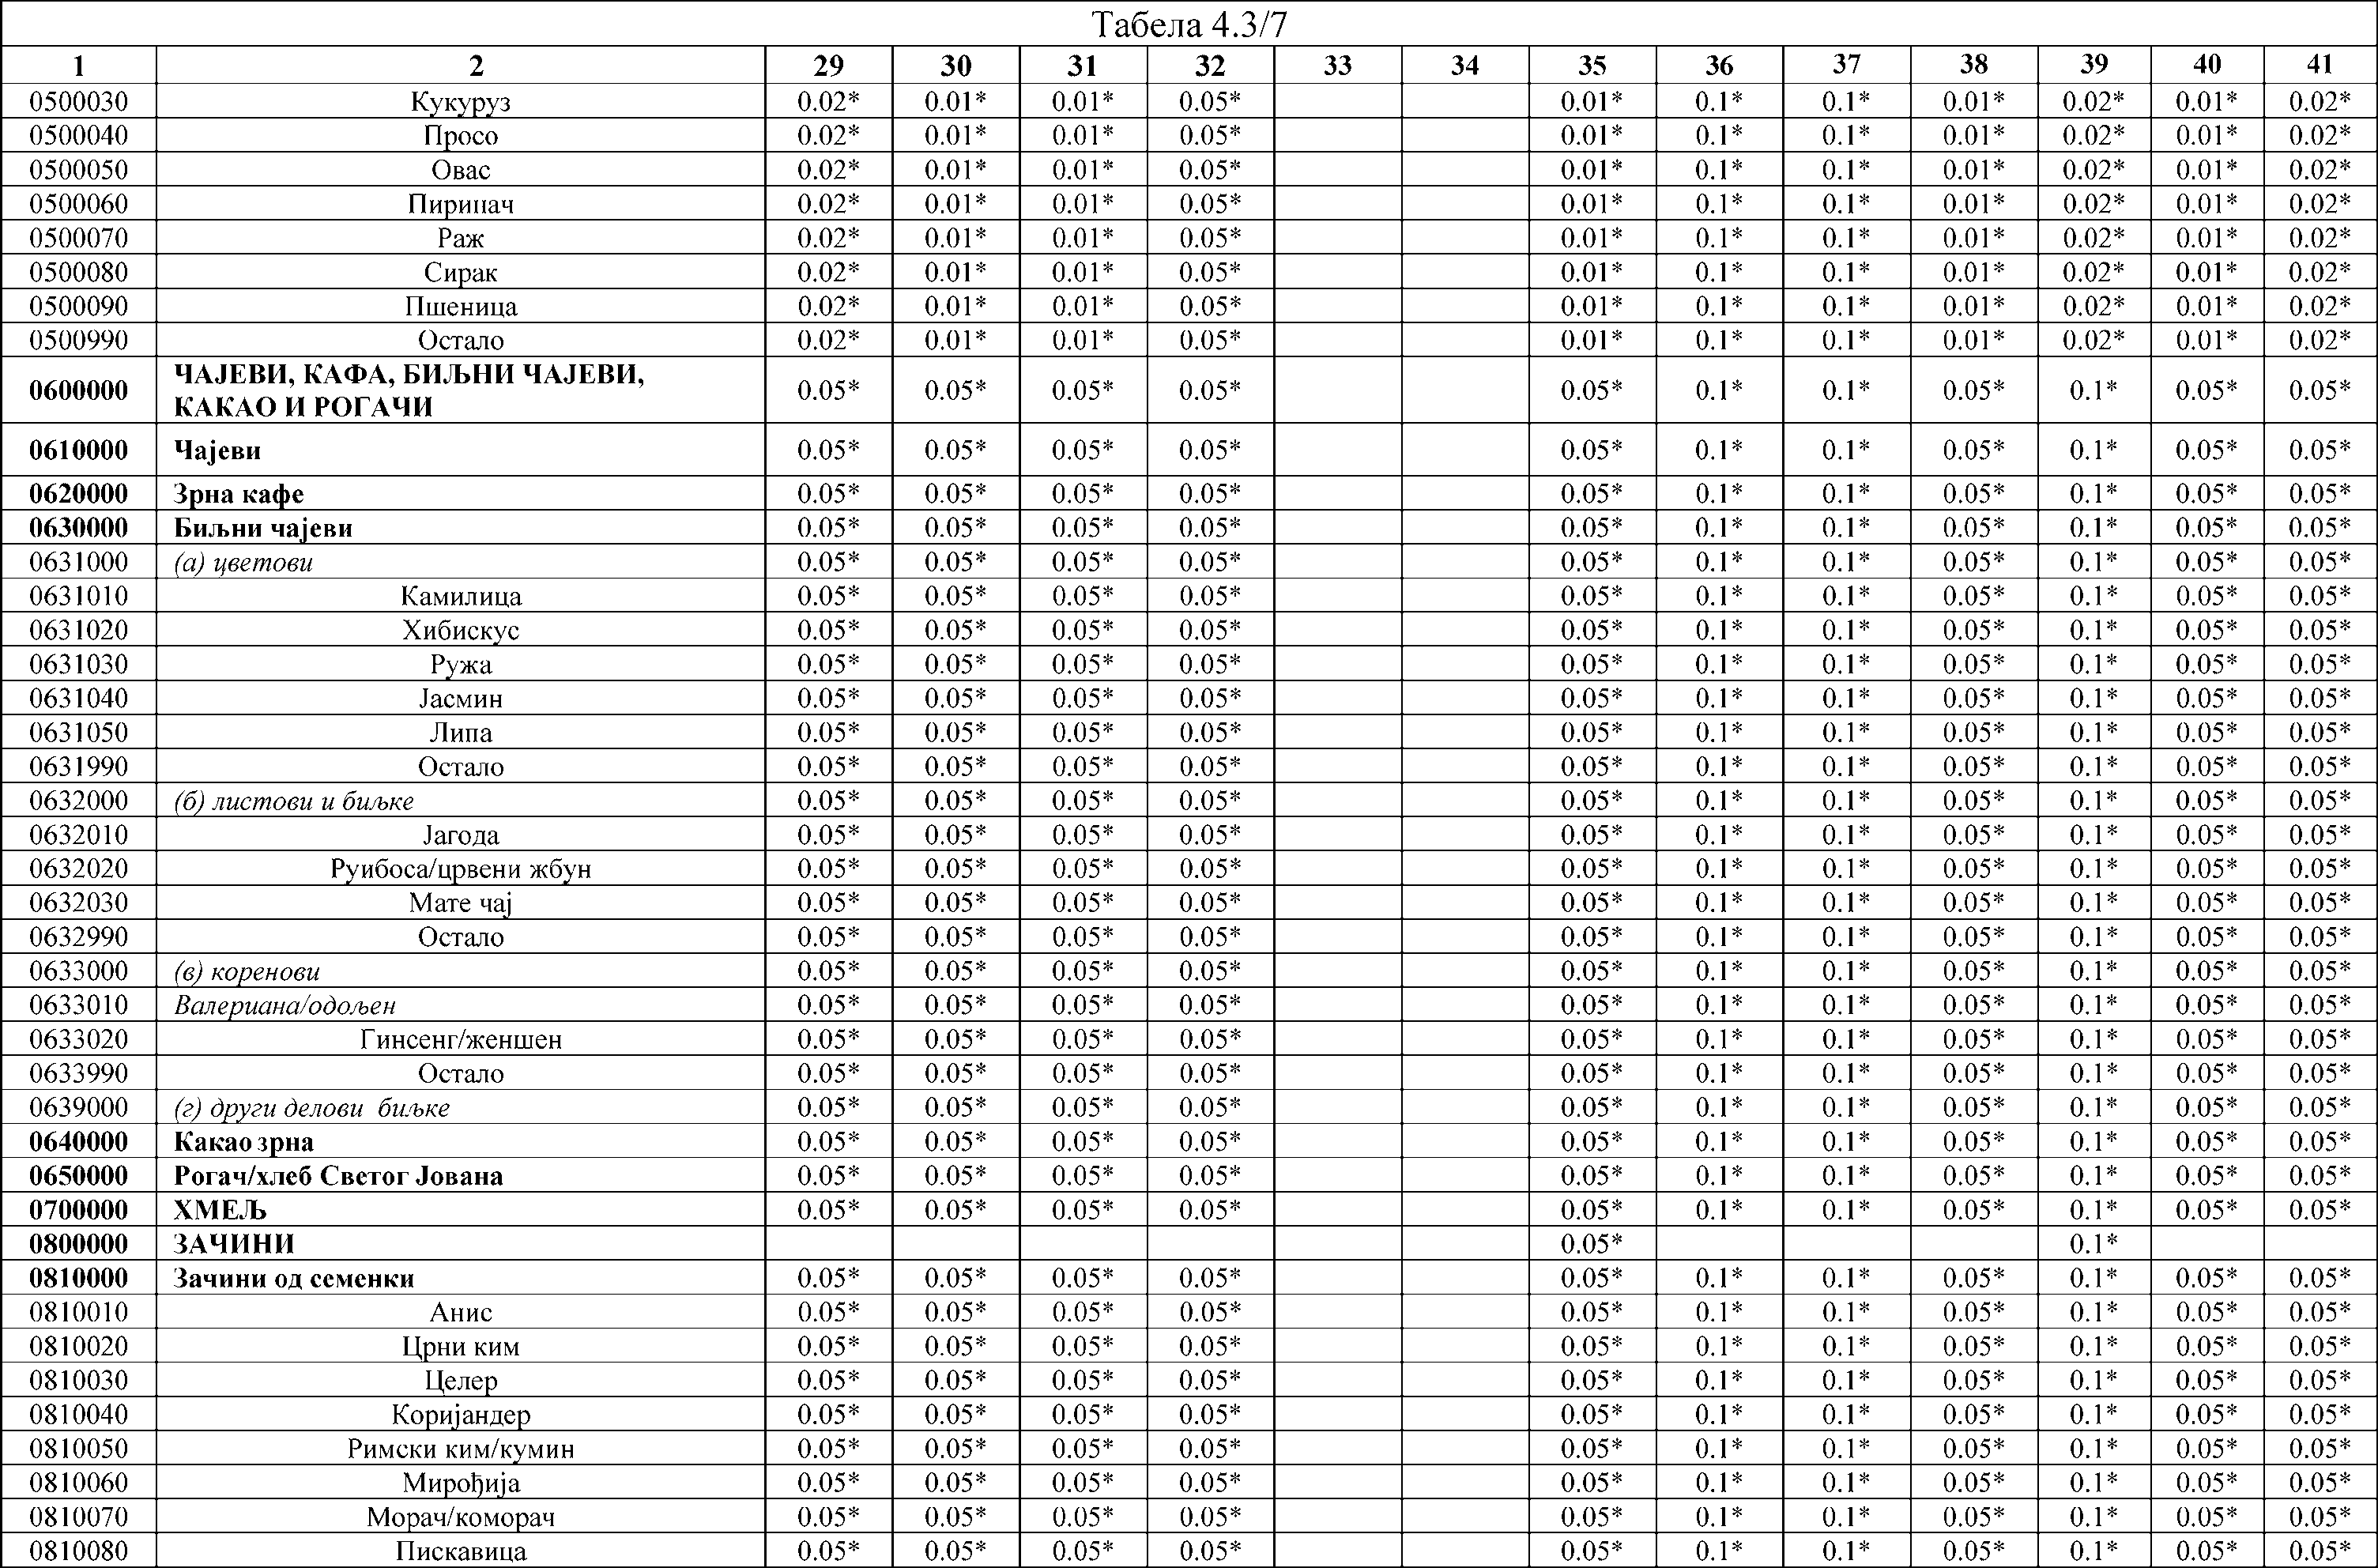 Табела 4.3/7
1 2 29 30 31 32 33 34 35 36 37 38 39 40 41
0500030 Кукуруз 0.02* 0.01* 0.01* 0.05* 0.01* 0.1* 0.1* 0.01* 0.02* 0.01* 0.02*
0500040 Просо 0.02* 0.01* 0.01* 0.05* 0.01* 0.1* 0.1* 0.01* 0.02* 0.01* 0.02*
0500050 Овас 0.02* 0.01* 0.01* 0.05* 0.01* 0.1* 0.1* 0.01* 0.02* 0.01* 0.02*
0500060 Пиринач 0.02* 0.01* 0.01* 0.05* 0.01* 0.1* 0.1* 0.01* 0.02* 0.01* 0.02*
0500070 Раж 0.02* 0.01* 0.01* 0.05* 0.01* 0.1* 0.1* 0.01* 0.02* 0.01* 0.02*
0500080 Сирак 0.02* 0.01* 0.01* 0.05* 0.01* 0.1* 0.1* 0.01* 0.02* 0.01* 0.02*
0500090 Пшеница 0.02* 0.01* 0.01* 0.05* 0.01* 0.1* 0.1* 0.01* 0.02* 0.01* 0.02*
0500990 Остало 0.02* 0.01* 0.01* 0.05* 0.01* 0.1* 0.1* 0.01* 0.02* 0.01* 0.02*
0600000 ЧАЈЕВИ, КАФА, БИЉНИ ЧАЈЕВИ,
КАКАО И РОГАЧИ 0.05* 0.05* 0.05* 0.05* 0.05* 0.1* 0.1* 0.05* 0.1* 0.05* 0.05*
0610000 Чајеви 0.05* 0.05* 0.05* 0.05* 0.05* 0.1* 0.1* 0.05* 0.1* 0.05* 0.05*
0620000 Зрна кафе 0.05* 0.05* 0.05* 0.05* 0.05* 0.1* 0.1* 0.05* 0.1* 0.05* 0.05*
0630000 Биљни чајеви 0.05* 0.05* 0.05* 0.05* 0.05* 0.1* 0.1* 0.05* 0.1* 0.05* 0.05*
0631000 (а) цветови 0.05* 0.05* 0.05* 0.05* 0.05* 0.1* 0.1* 0.05* 0.1* 0.05* 0.05*
0631010 Камилица 0.05* 0.05* 0.05* 0.05* 0.05* 0.1* 0.1* 0.05* 0.1* 0.05* 0.05*
0631020 Хибискус 0.05* 0.05* 0.05* 0.05* 0.05* 0.1* 0.1* 0.05* 0.1* 0.05* 0.05*
0631030 Ружа 0.05* 0.05* 0.05* 0.05* 0.05* 0.1* 0.1* 0.05* 0.1* 0.05* 0.05*
0631040 Јасмин 0.05* 0.05* 0.05* 0.05* 0.05* 0.1* 0.1* 0.05* 0.1* 0.05* 0.05*
0631050 Липа 0.05* 0.05* 0.05* 0.05* 0.05* 0.1* 0.1* 0.05* 0.1* 0.05* 0.05*
0631990 Остало 0.05* 0.05* 0.05* 0.05* 0.05* 0.1* 0.1* 0.05* 0.1* 0.05* 0.05*
0632000 (б) листови и биљке 0.05* 0.05* 0.05* 0.05* 0.05* 0.1* 0.1* 0.05* 0.1* 0.05* 0.05*
0632010 Јагода 0.05* 0.05* 0.05* 0.05* 0.05* 0.1* 0.1* 0.05* 0.1* 0.05* 0.05*
0632020 Руибоса/црвени жбун 0.05* 0.05* 0.05* 0.05* 0.05* 0.1* 0.1* 0.05* 0.1* 0.05* 0.05*
0632030 Мате чај 0.05* 0.05* 0.05* 0.05* 0.05* 0.1* 0.1* 0.05* 0.1* 0.05* 0.05*
0632990 Остало 0.05* 0.05* 0.05* 0.05* 0.05* 0.1* 0.1* 0.05* 0.1* 0.05* 0.05*
0633000 (в) коренови 0.05* 0.05* 0.05* 0.05* 0.05* 0.1* 0.1* 0.05* 0.1* 0.05* 0.05*
0633010 Валериана/одољен 0.05* 0.05* 0.05* 0.05* 0.05* 0.1* 0.1* 0.05* 0.1* 0.05* 0.05*
0633020 Гинсенг/женшен 0.05* 0.05* 0.05* 0.05* 0.05* 0.1* 0.1* 0.05* 0.1* 0.05* 0.05*
0633990 Остало 0.05* 0.05* 0.05* 0.05* 0.05* 0.1* 0.1* 0.05* 0.1* 0.05* 0.05*
0639000 (г) други делови биљке 0.05* 0.05* 0.05* 0.05* 0.05* 0.1* 0.1* 0.05* 0.1* 0.05* 0.05*
0640000 Какао зрна 0.05* 0.05* 0.05* 0.05* 0.05* 0.1* 0.1* 0.05* 0.1* 0.05* 0.05*
0650000 Рогач/хлеб Светог Јована 0.05* 0.05* 0.05* 0.05* 0.05* 0.1* 0.1* 0.05* 0.1* 0.05* 0.05*
0700000 ХМЕЉ 0.05* 0.05* 0.05* 0.05* 0.05* 0.1* 0.1* 0.05* 0.1* 0.05* 0.05*
0800000 ЗАЧИНИ 0.05* 0.1*
0810000 Зачини од семенки 0.05* 0.05* 0.05* 0.05* 0.05* 0.1* 0.1* 0.05* 0.1* 0.05* 0.05*
0810010 Анис 0.05* 0.05* 0.05* 0.05* 0.05* 0.1* 0.1* 0.05* 0.1* 0.05* 0.05*
0810020 Црни ким 0.05* 0.05* 0.05* 0.05* 0.05* 0.1* 0.1* 0.05* 0.1* 0.05* 0.05*
0810030 Целер 0.05* 0.05* 0.05* 0.05* 0.05* 0.1* 0.1* 0.05* 0.1* 0.05* 0.05*
0810040 Коријандер 0.05* 0.05* 0.05* 0.05* 0.05* 0.1* 0.1* 0.05* 0.1* 0.05* 0.05*
0810050 Римски ким/кумин 0.05* 0.05* 0.05* 0.05* 0.05* 0.1* 0.1* 0.05* 0.1* 0.05* 0.05*
0810060 Мирођија 0.05* 0.05* 0.05* 0.05* 0.05* 0.1* 0.1* 0.05* 0.1* 0.05* 0.05*
0810070 Морач/коморач 0.05* 0.05* 0.05* 0.05* 0.05* 0.1* 0.1* 0.05* 0.1* 0.05* 0.05*
0810080 Пискавица 0.05* 0.05* 0.05* 0.05* 0.05* 0.1* 0.1* 0.05* 0.1* 0.05* 0.05*